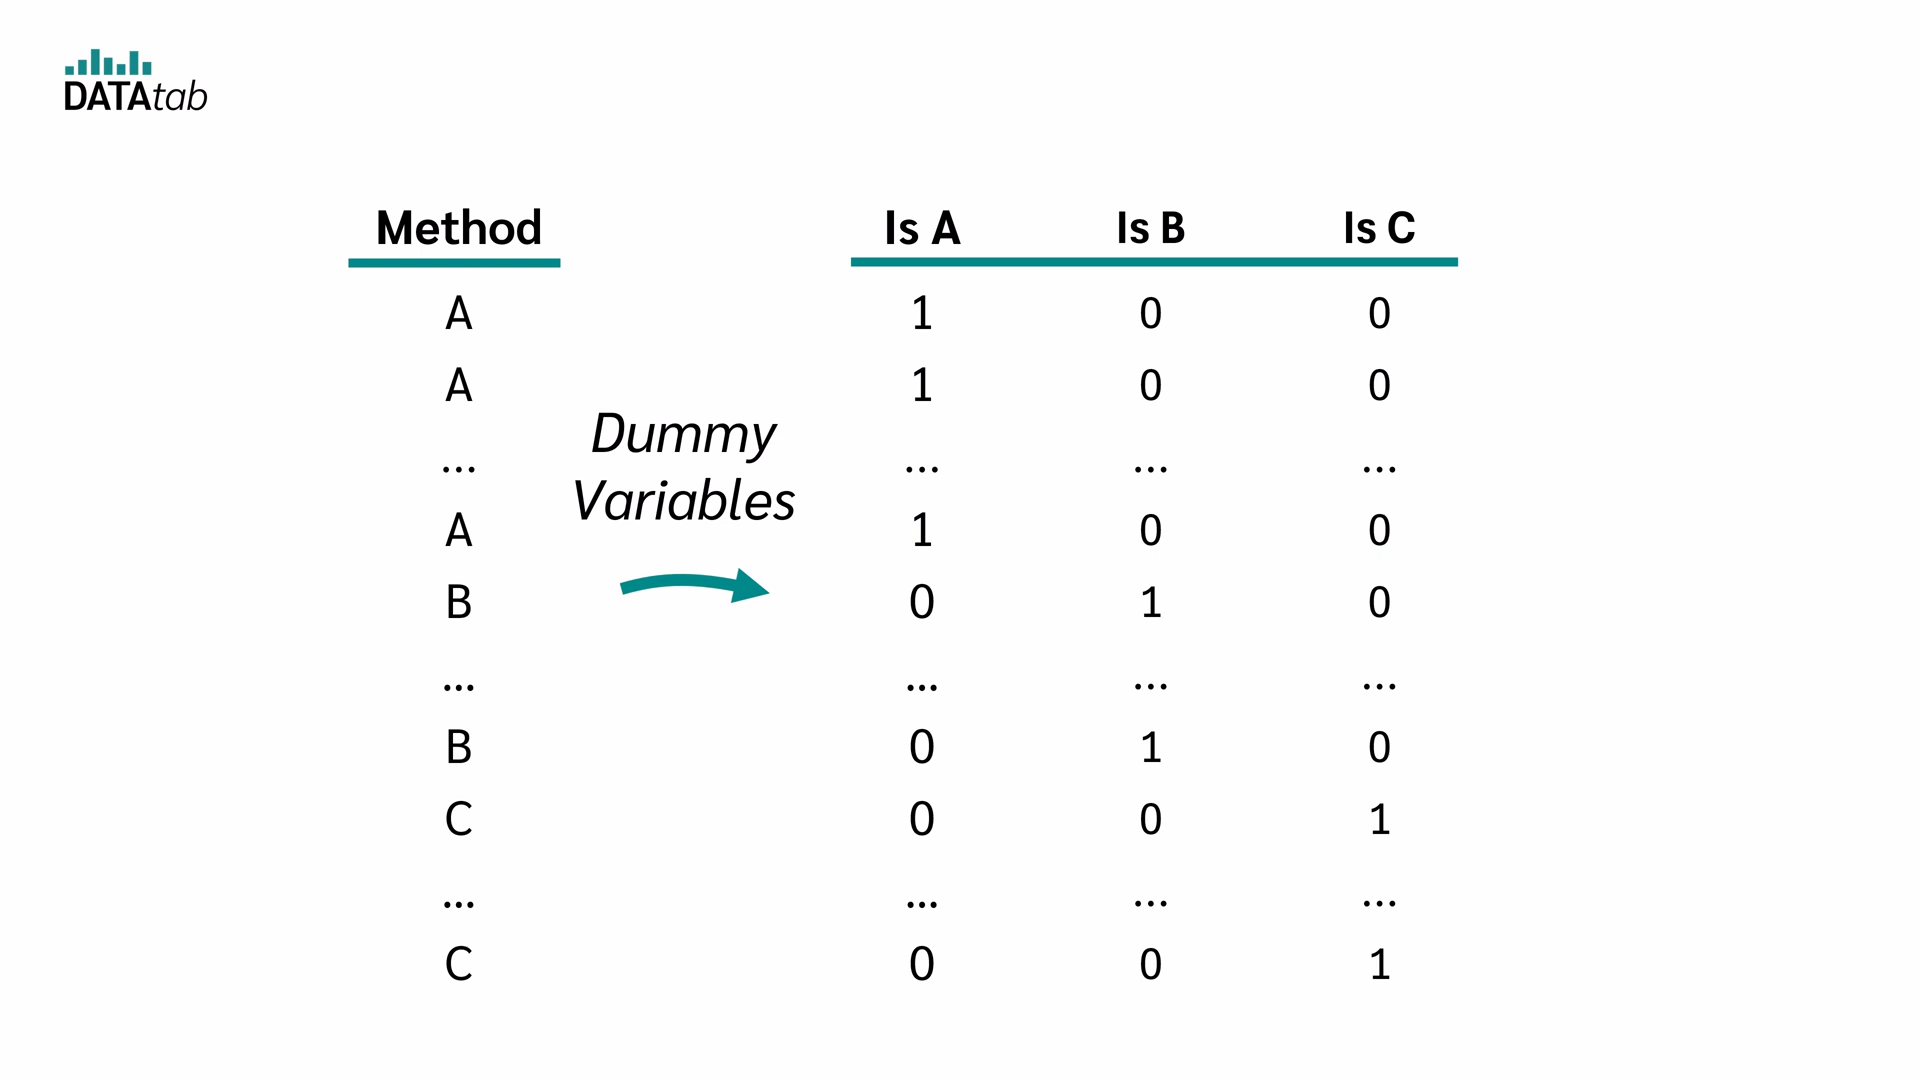 DATAtab
Method Is A Is B Is C
A 1 0 0
A 1 0 0
Dummy
... ... ... ...
Variables
A 1 0 0
B 0 1 0
... ... ... ...
B 0 1 0
C 0 0 1
... ... ... ...
C 0 0 1